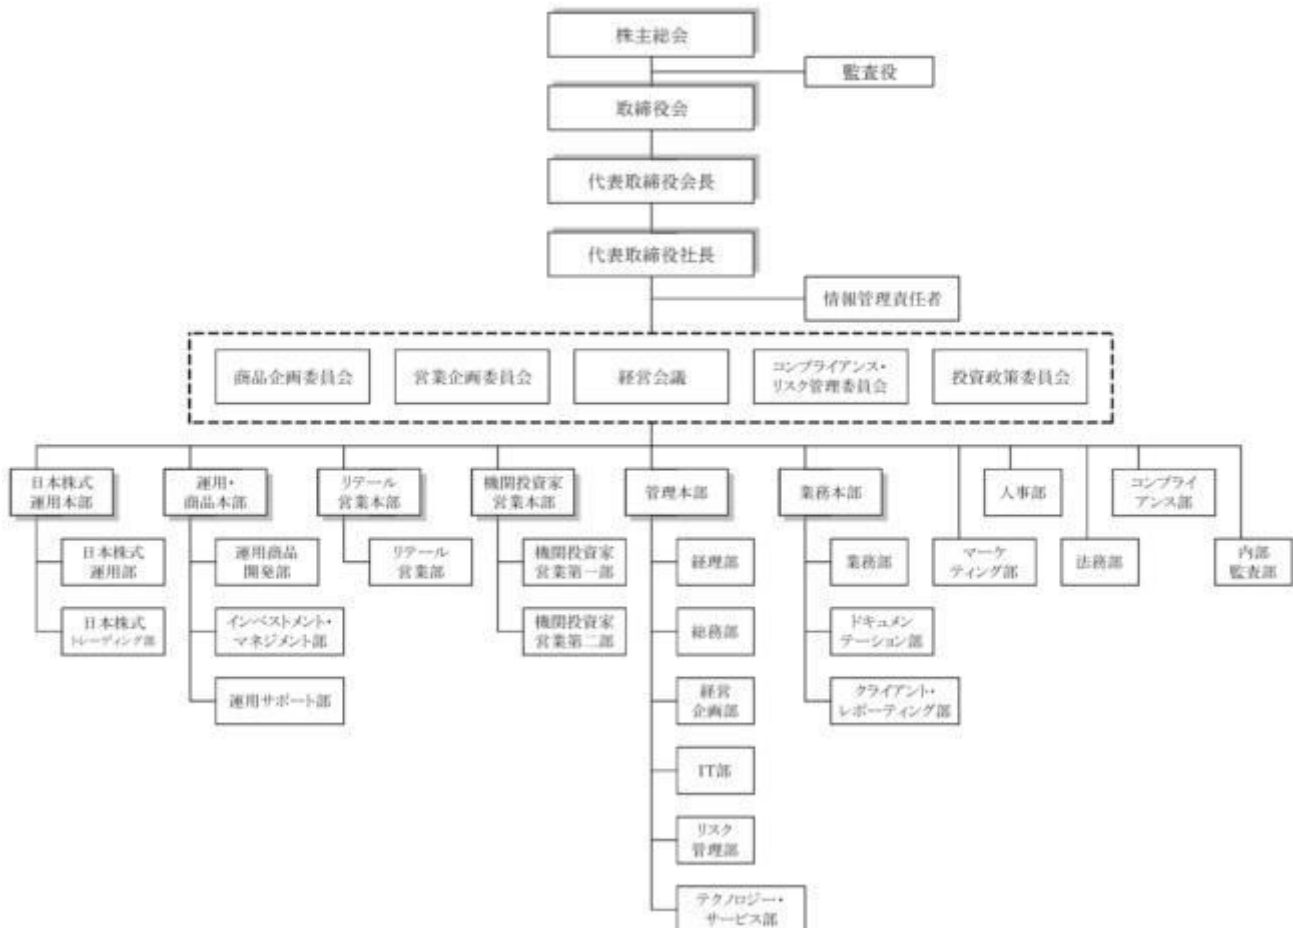 株主総会
監査役
取締役会
代表取締役会長
代表取締役社長
情報管理責任者
商品企画委員会
営業企画委員会
経営会議
コンプライアンス・
リスク管理委員会
投資政策委員会
日本株式
運用本部
運用・
商品本部
リテール
営業本部
機関投資家
営業本部
管理本部
業務本部
人事部
コンプライ
アンス部
日本株式
運用部
運用商品
開発部
リテール
営業部
機関投資家
営業第一部
経理部
業務部
マーケ
ティング部
法務部
内部
監査部
日本株式
トレーディング部
インベストメント・
マネジメント部
機関投資家
営業第二部
総務部
ドキュメン
テーション部
運用サポート部
経営
企画部
クライアント・
レポーティング部
IT部
リスク
管理部
テクノロジー・
サービス部